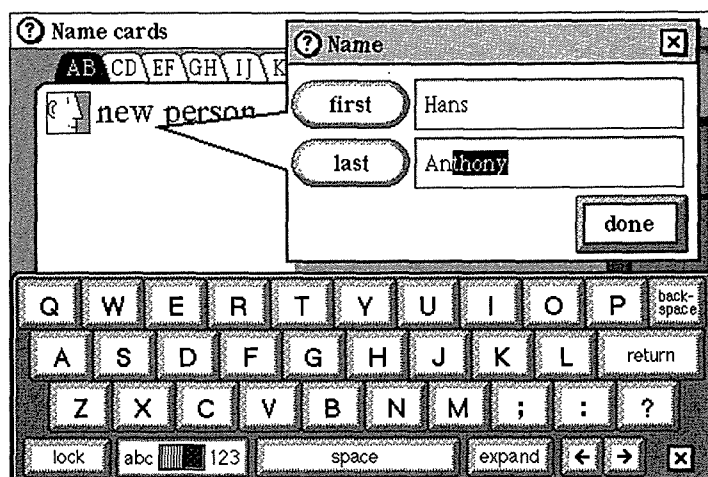 ? Name cards
AB CD EF GH IJ K
new person
? Name
first Hans
last Anthony
done
Q W E R T Y U I O P back-space
A S D F G H J K L return
Z X C V B N M ; : ?
lock abc 123 space expand ← → X